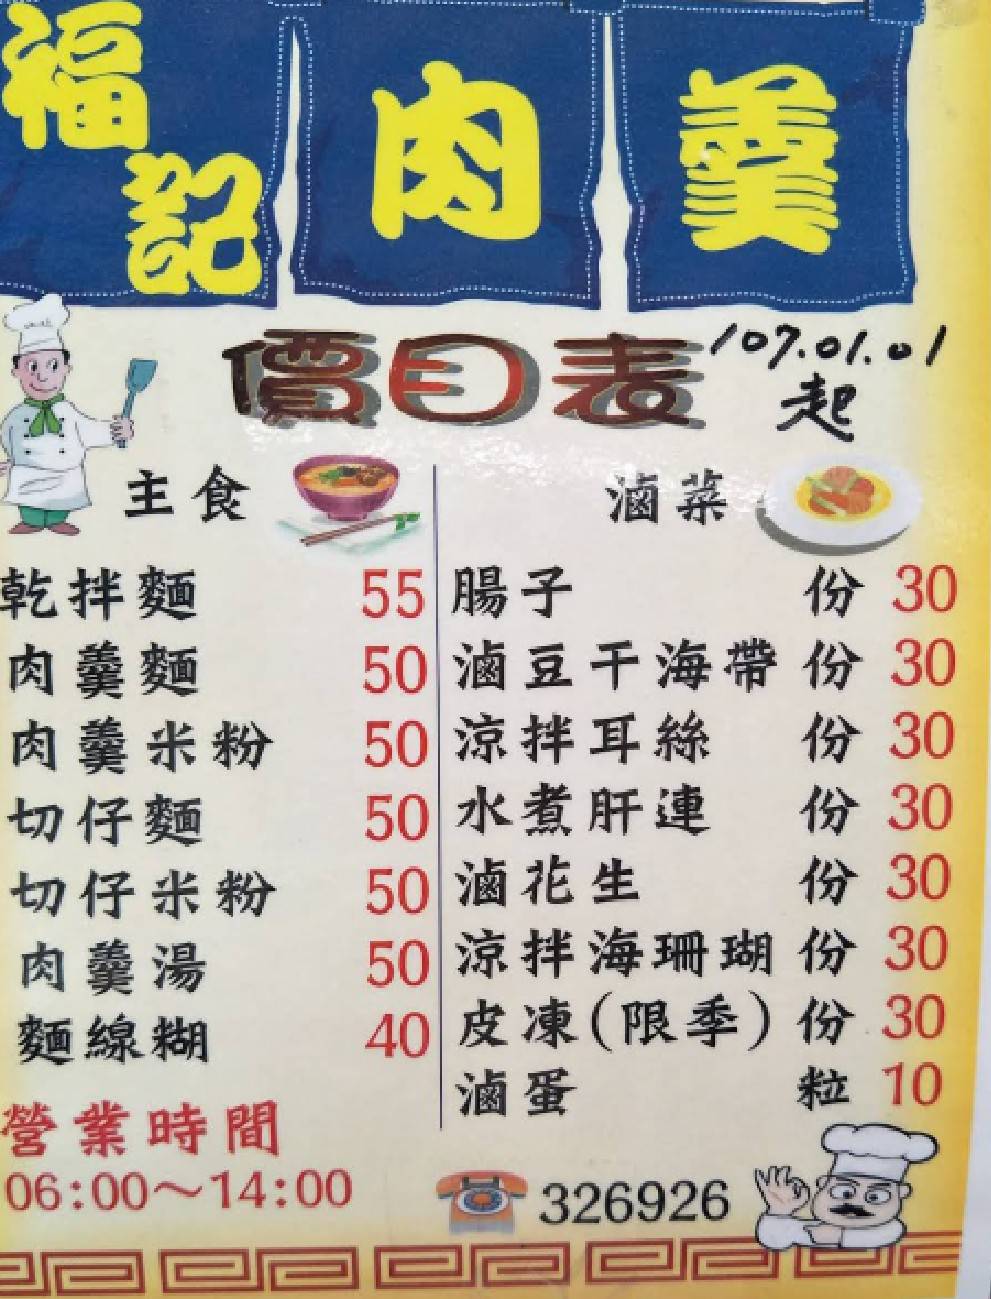 福記 肉羹
價目表
107.01.01
起
主食
乾拌麵 55
肉羹麵 50
肉羹米粉 50
切仔麵 50
切仔米粉 50
肉羹湯 50
麵線糊 40
營業時間
06:00~14:00
滷菜
腸子 份 30
滷豆干海帶 份 30
涼拌耳絲 份 30
水煮肝連 份 30
滷花生 份 30
涼拌海珊瑚 份 30
皮凍(限季) 份 30
滷蛋 粒 10
326926